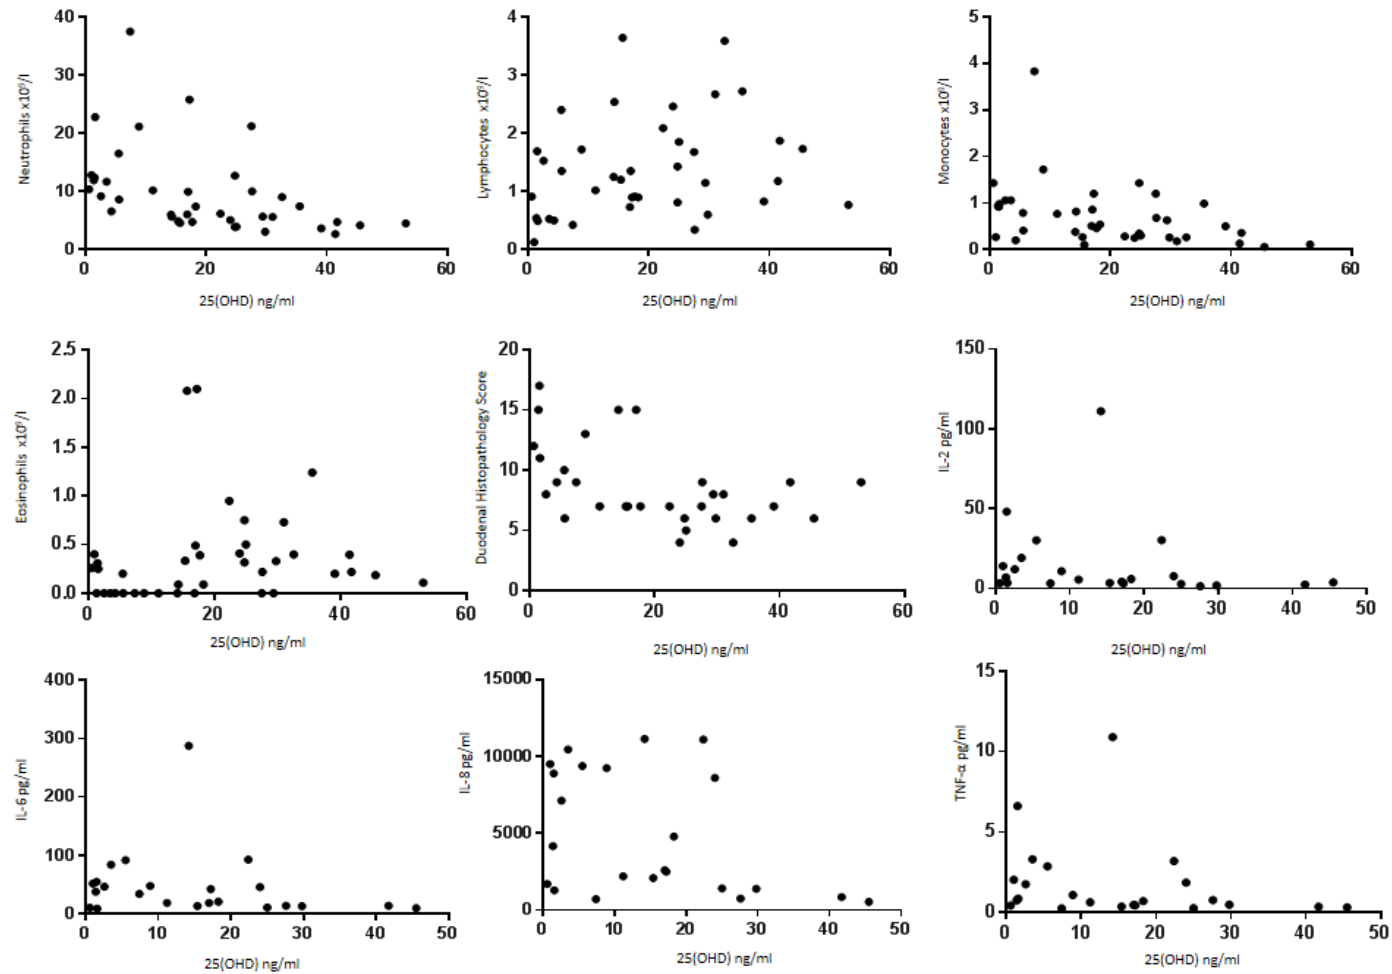 Neutrophils x10⁹/l
40
30
20
10
0
0 20 40 60
25(OHD) ng/ml
Lymphocytes x10⁹/l
4
3
2
1
0
0 20 40 60
25(OHD) ng/ml
Monocytes x10⁹/l
5
4
3
2
1
0
0 20 40 60
25(OHD) ng/ml
Eosinophils x10⁹/l
2.5
2.0
1.5
1.0
0.5
0.0
0 20 40 60
25(OHD) ng/ml
Duodenal Histopathology Score
20
15
10
5
0
0 20 40 60
25(OHD) ng/ml
IL-2 pg/ml
150
100
50
0
0 10 20 30 40 50
25(OHD) ng/ml
IL-6 pg/ml
400
300
200
100
0
0 10 20 30 40 50
25(OHD) ng/ml
IL-8 pg/ml
15000
10000
5000
0
0 10 20 30 40 50
25(OHD) ng/ml
TNF-α pg/ml
15
10
5
0
0 10 20 30 40 50
25(OHD) ng/ml